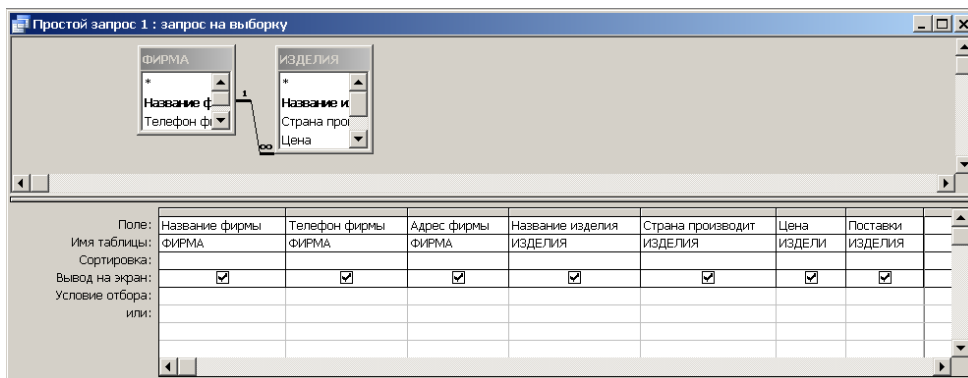 Простой запрос 1 : запрос на выборку
ФИРМА
*
Название ф
Телефон фи
1
∞
ИЗДЕЛИЯ
*
Название и
Страна прои
Цена
Поле: Название фирмы Телефон фирмы Адрес фирмы Название изделия Страна производит Цена Поставки
Имя таблицы: ФИРМА ФИРМА ФИРМА ИЗДЕЛИЯ ИЗДЕЛИЯ ИЗДЕЛИ ИЗДЕЛИЯ
Сортировка:
Вывод на экран:
Условие отбора:
или: